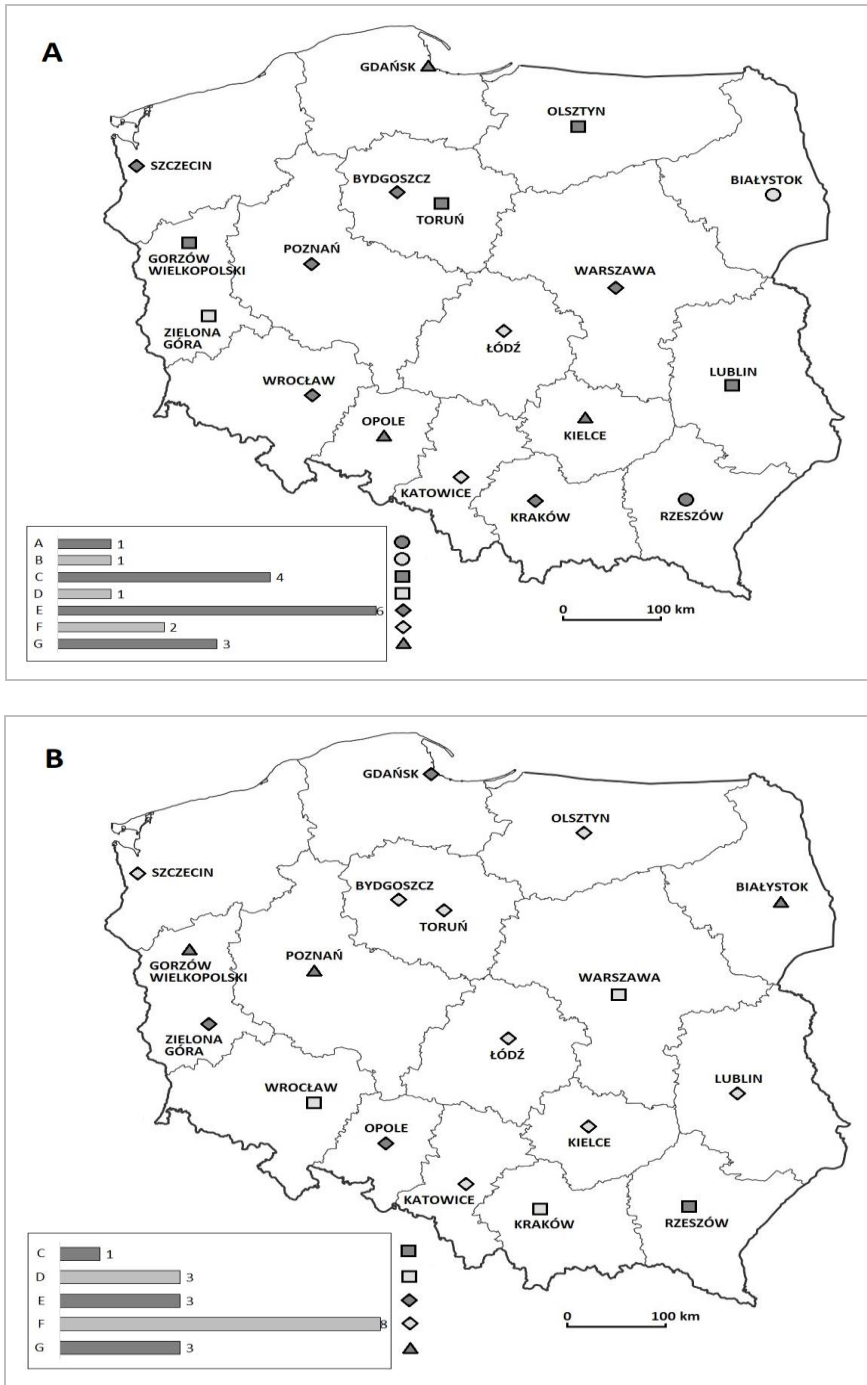 A
GDAŃSK
OLSZTYN
SZCZECIN
BYDGOSZCZ
BIAŁYSTOK
TORUŃ
GORZÓW
WIELKOPOLSKI
POZNAŃ
WARSZAWA
ZIELONA
GÓRA
ŁÓDŹ
LUBLIN
WROCŁAW
OPOLE
KIELCE
KATOWICE
KRAKÓW
RZESZÓW
A 1
B 1
C 4
D 1
E 6
F 2
G 3
0 100 km
B
GDAŃSK
OLSZTYN
SZCZECIN
BYDGOSZCZ
BIAŁYSTOK
TORUŃ
GORZÓW
WIELKOPOLSKI
POZNAŃ
WARSZAWA
ZIELONA
GÓRA
ŁÓDŹ
LUBLIN
WROCŁAW
OPOLE
KIELCE
KATOWICE
KRAKÓW
RZESZÓW
C 1
D 3
E 3
F 8
G 3
0 100 km